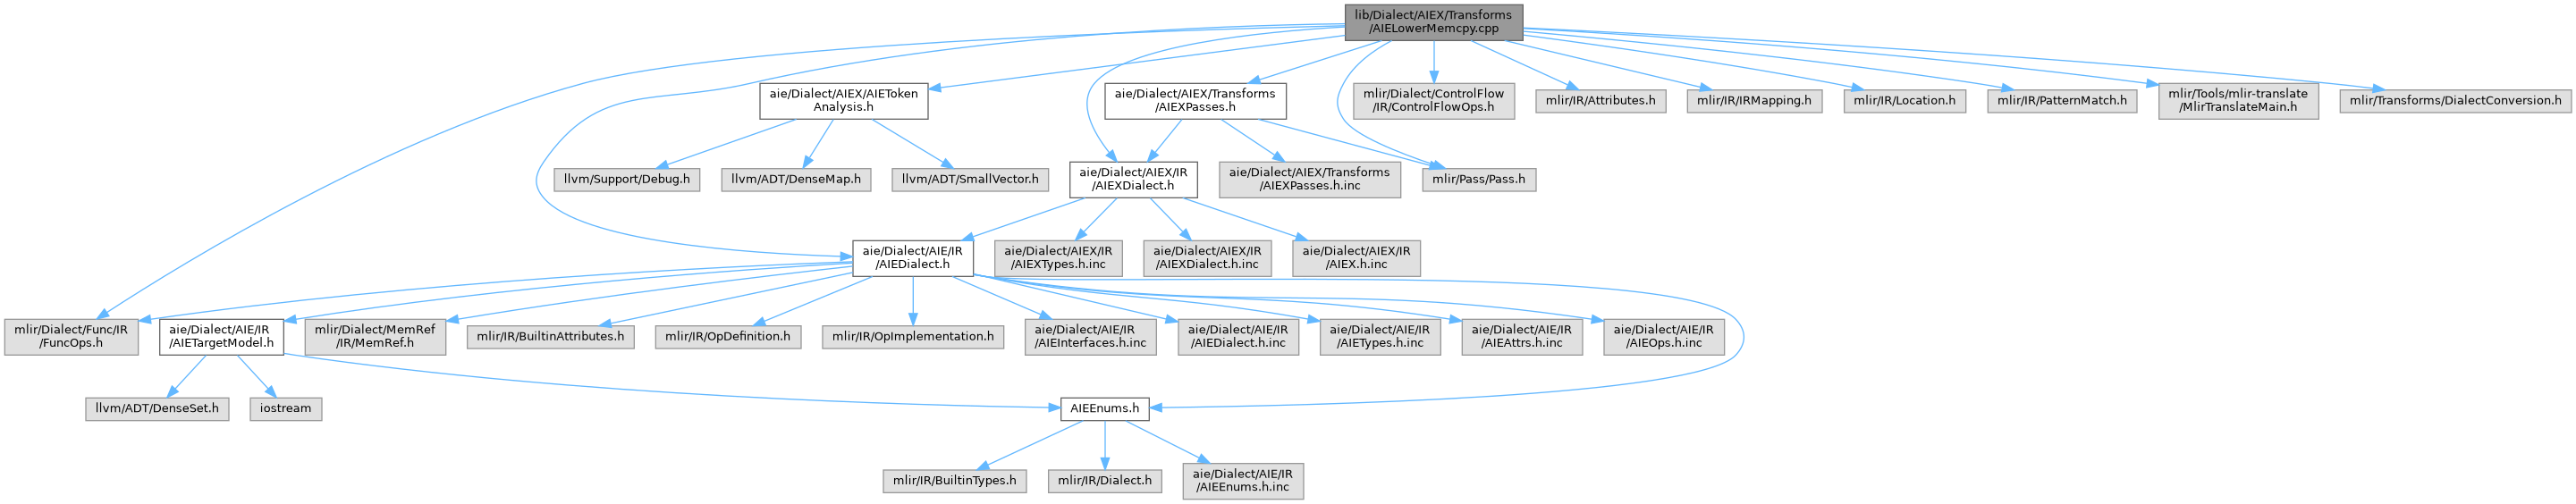 lib/Dialect/AIEX/Transforms
/AIELowerMemcpy.cpp
aie/Dialect/AIEX/AIEToken
Analysis.h
aie/Dialect/AIEX/Transforms
/AIEXPasses.h
mlir/Dialect/ControlFlow
/IR/ControlFlowOps.h
mlir/IR/Attributes.h
mlir/IR/IRMapping.h
mlir/IR/Location.h
mlir/IR/PatternMatch.h
mlir/Tools/mlir-translate
/MlirTranslateMain.h
mlir/Transforms/DialectConversion.h
llvm/Support/Debug.h
llvm/ADT/DenseMap.h
llvm/ADT/SmallVector.h
aie/Dialect/AIEX/IR
/AIEXDialect.h
aie/Dialect/AIEX/Transforms
/AIEXPasses.h.inc
mlir/Pass/Pass.h
aie/Dialect/AIE/IR
/AIEDialect.h
aie/Dialect/AIEX/IR
/AIEXTypes.h.inc
aie/Dialect/AIEX/IR
/AIEXDialect.h.inc
aie/Dialect/AIEX/IR
/AIEX.h.inc
mlir/Dialect/Func/IR
/FuncOps.h
aie/Dialect/AIE/IR
/AIETargetModel.h
mlir/Dialect/MemRef
/IR/MemRef.h
mlir/IR/BuiltinAttributes.h
mlir/IR/OpDefinition.h
mlir/IR/OpImplementation.h
aie/Dialect/AIE/IR
/AIEInterfaces.h.inc
aie/Dialect/AIE/IR
/AIEDialect.h.inc
aie/Dialect/AIE/IR
/AIETypes.h.inc
aie/Dialect/AIE/IR
/AIEAttrs.h.inc
aie/Dialect/AIE/IR
/AIEOps.h.inc
llvm/ADT/DenseSet.h
iostream
AIEEnums.h
mlir/IR/BuiltinTypes.h
mlir/IR/Dialect.h
aie/Dialect/AIE/IR
/AIEEnums.h.inc